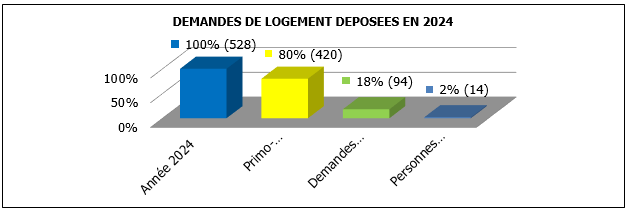 DEMANDES DE LOGEMENT DEPOSEES EN 2024
100% (528)
80% (420)
18% (94)
2% (14)
100%
50%
0%
Année 2024
Primo-...
Demandes...
Personnes...